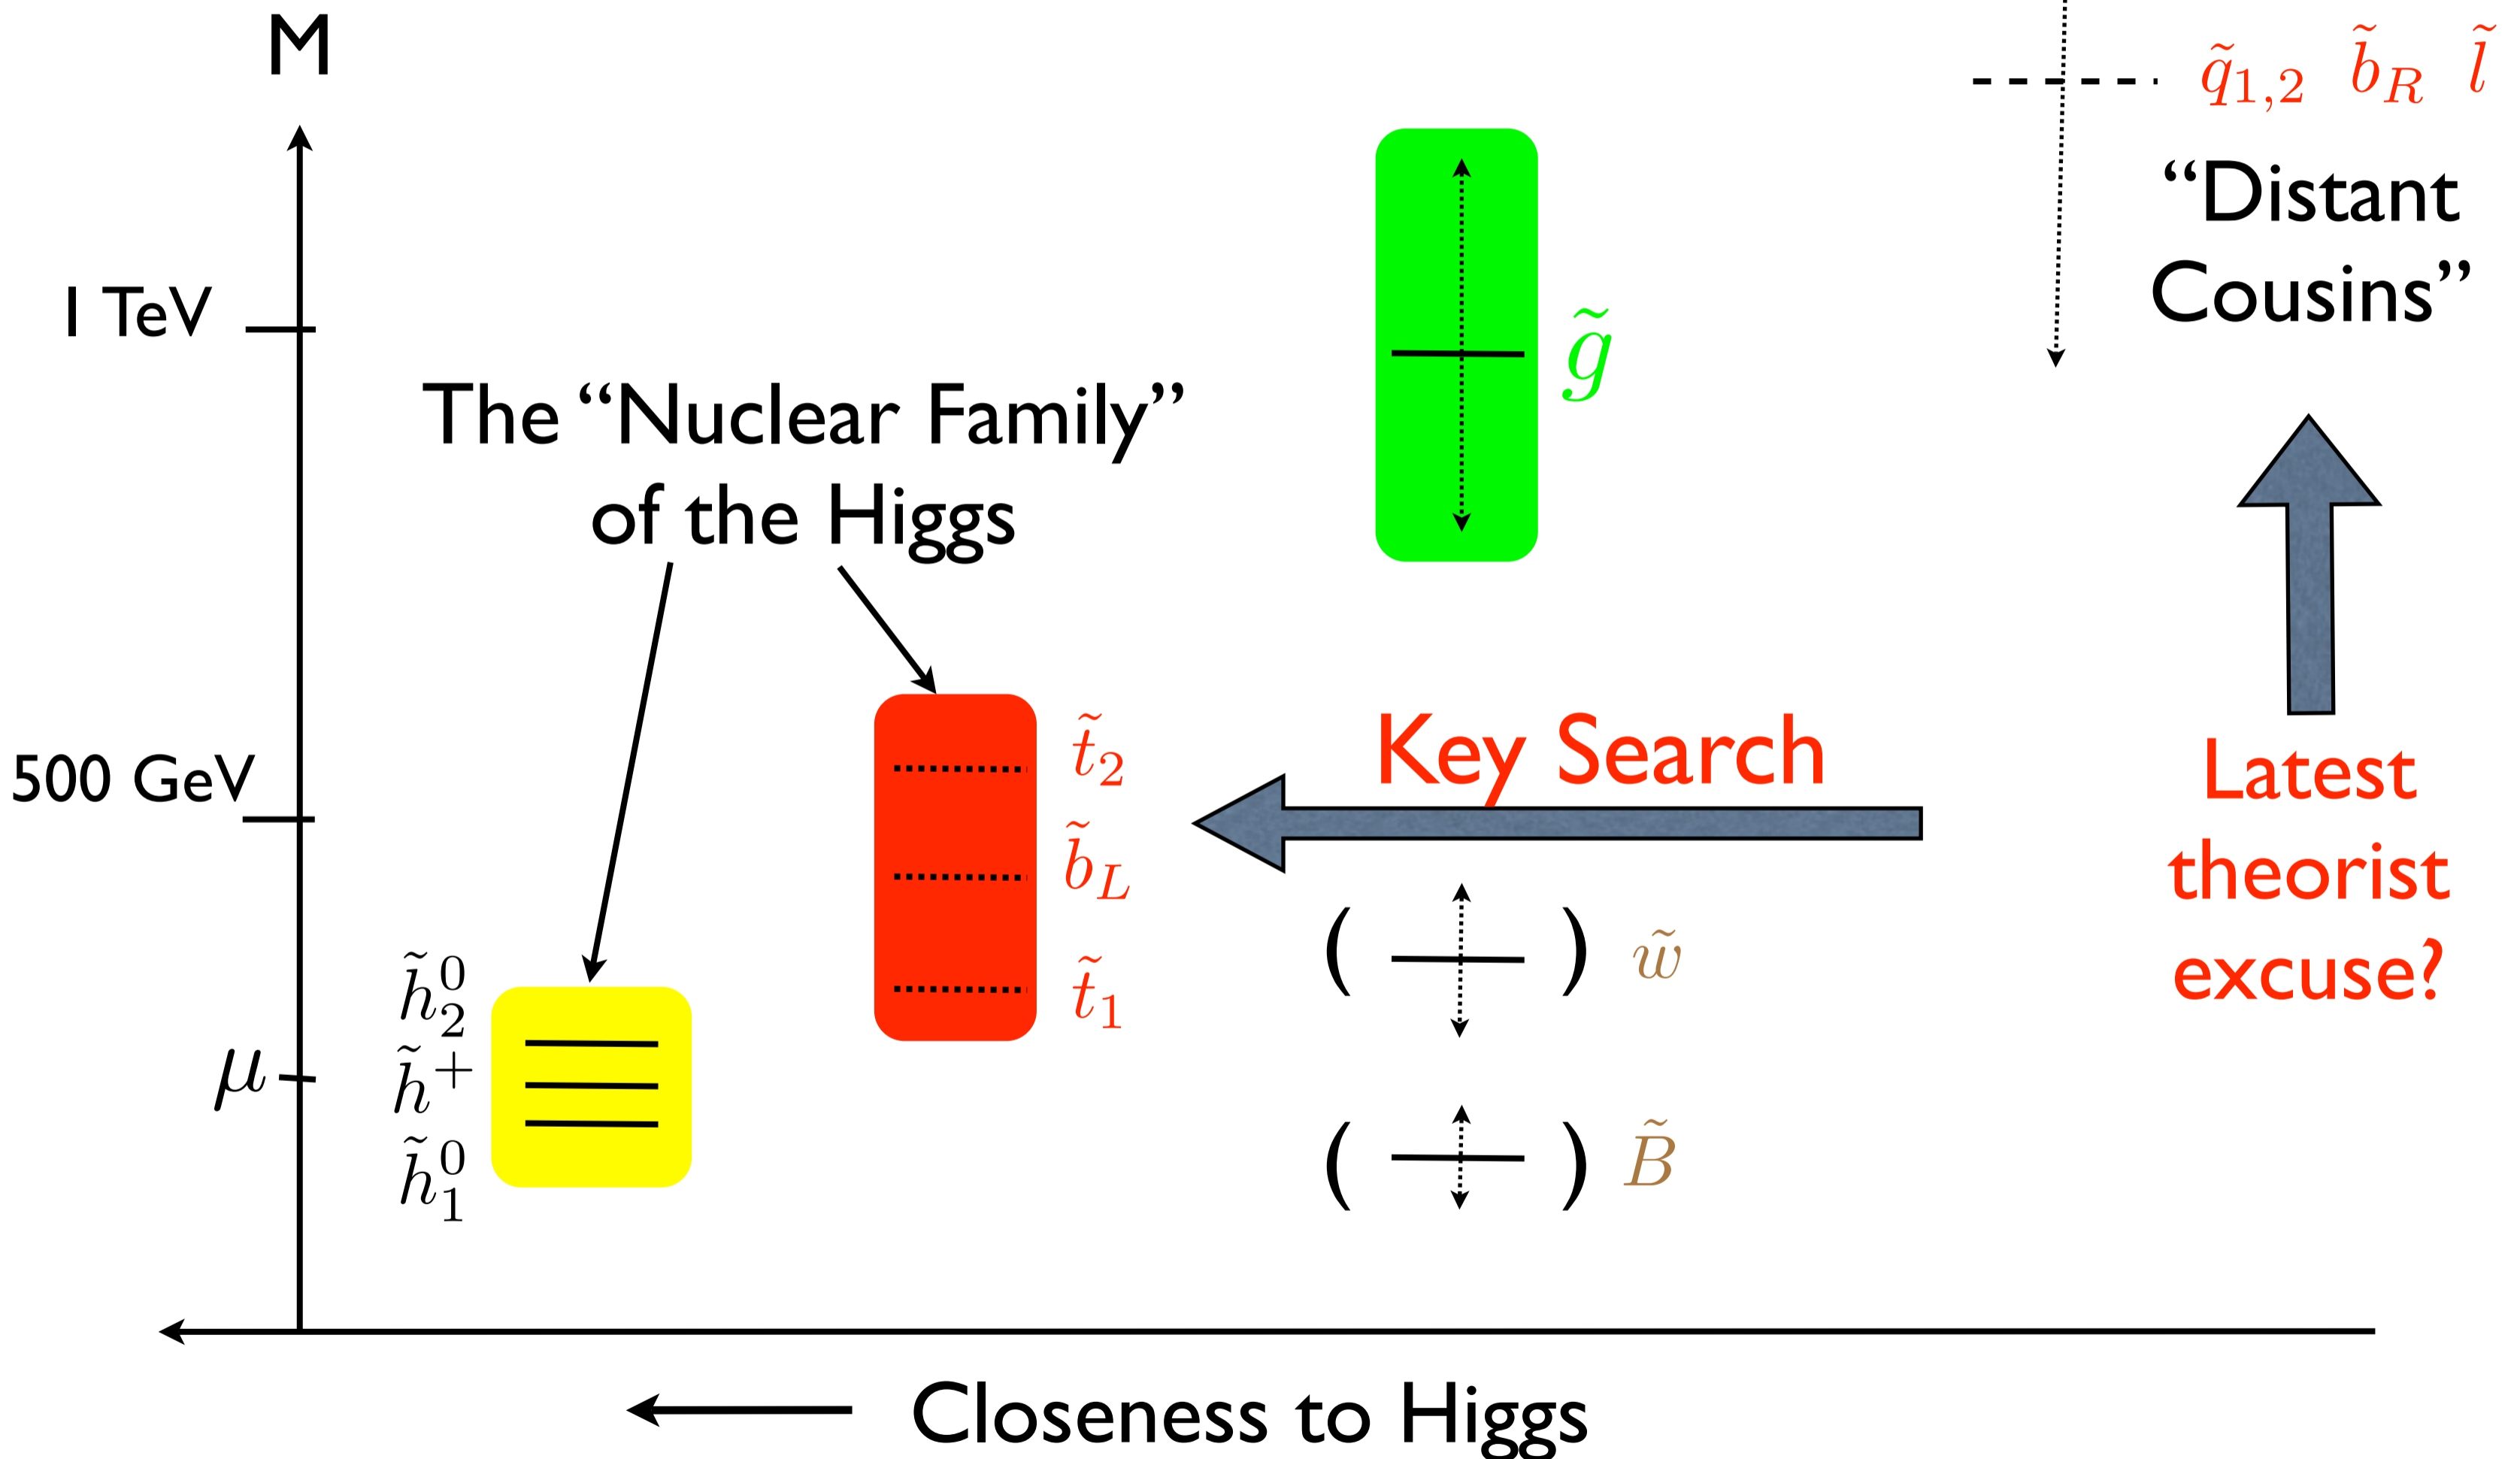 M
q̃1,2 b̃R l̃
“Distant
Cousins”
1 TeV
g̃
The “Nuclear Family”
of the Higgs
Key Search
t̃2
500 GeV
b̃L
Latest
theorist
excuse?
h̃⁰2
( ) w̃
t̃1
μ
h̃⁺
( ) B̃
h̃⁰1
Closeness to Higgs